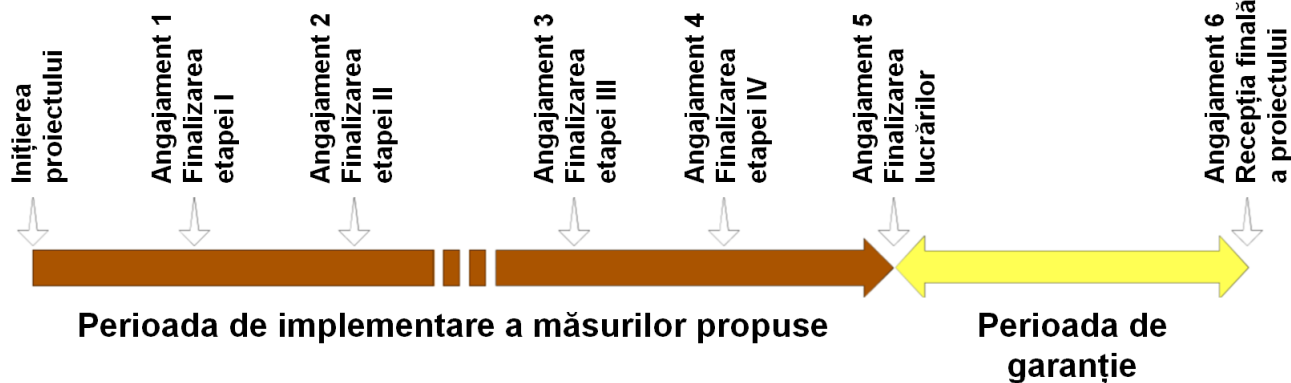 Inițierea
proiectului
Angajament 1
Finalizarea
etapei I
Angajament 2
Finalizarea
etapei II
Angajament 3
Finalizarea
etapei III
Angajament 4
Finalizarea
etapei IV
Angajament 5
Finalizarea
lucrărilor
Angajament 6
Recepția finală
a proiectului
Perioada de implementare a măsurilor propuse
Perioada de
garanție